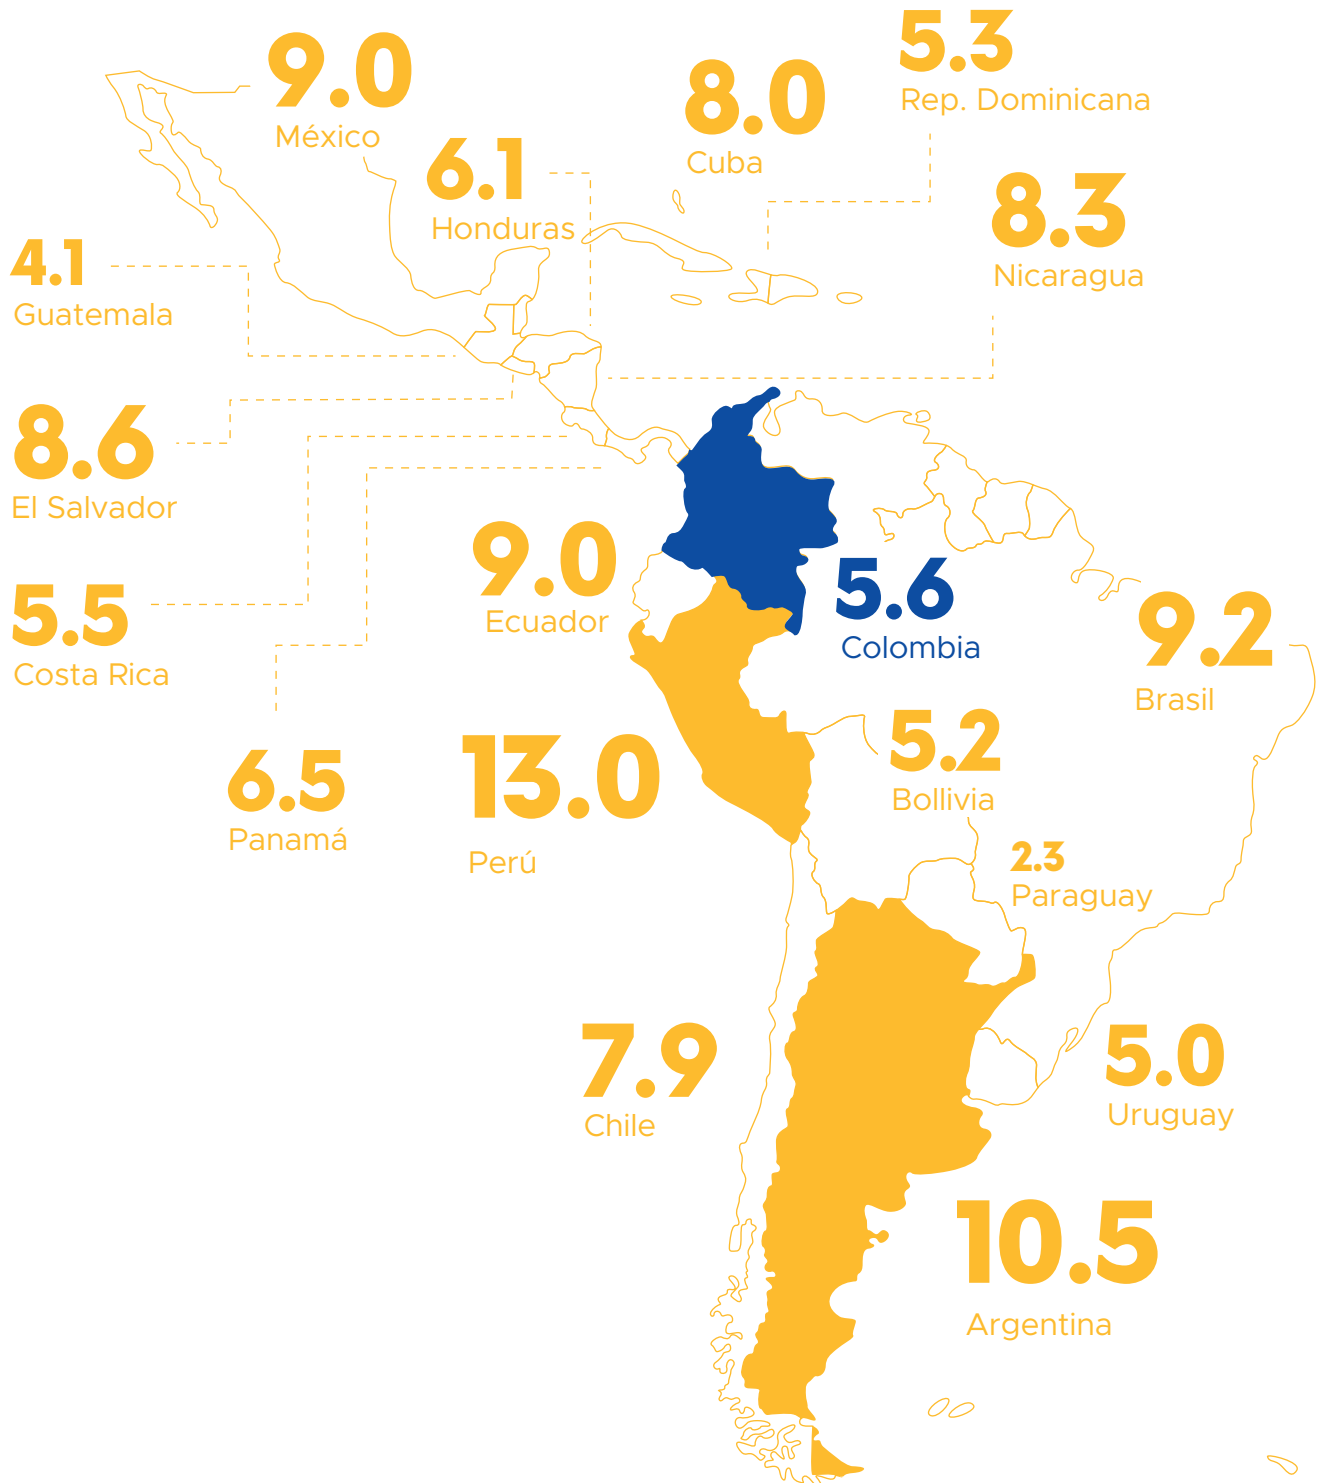 5.3
Rep. Dominicana
9.0
México
8.0
Cuba
6.1
Honduras
8.3
Nicaragua
4.1
Guatemala
8.6
El Salvador
9.0
Ecuador
5.6
Colombia
5.5
Costa Rica
9.2
Brasil
5.2
Bollivia
6.5
Panamá
13.0
Perú
2.3
Paraguay
7.9
Chile
5.0
Uruguay
10.5
Argentina